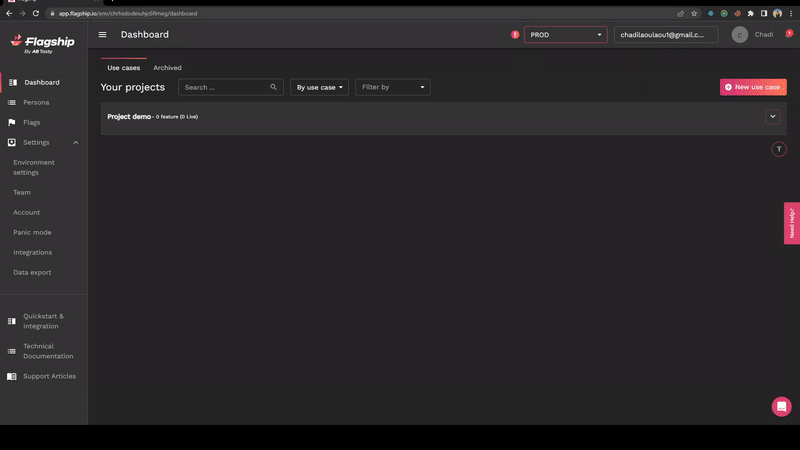 app.flagship.io/env/chrhsdodeiuhjc6llmeg/dashboard
Flagship
By AB Tasty
Dashboard
PROD
chadilaoulaou1@gmail.c...
C
Chadi
1
Dashboard
Persona
Flags
Settings
Environment
settings
Team
Account
Panic mode
Integrations
Data export
Quickstart &
Integration
Technical
Documentation
Support Articles
Use cases
Archived
Your projects
Search ...
By use case
Filter by
New use case
Project demo - 0 feature (0 Live)
Need Help?